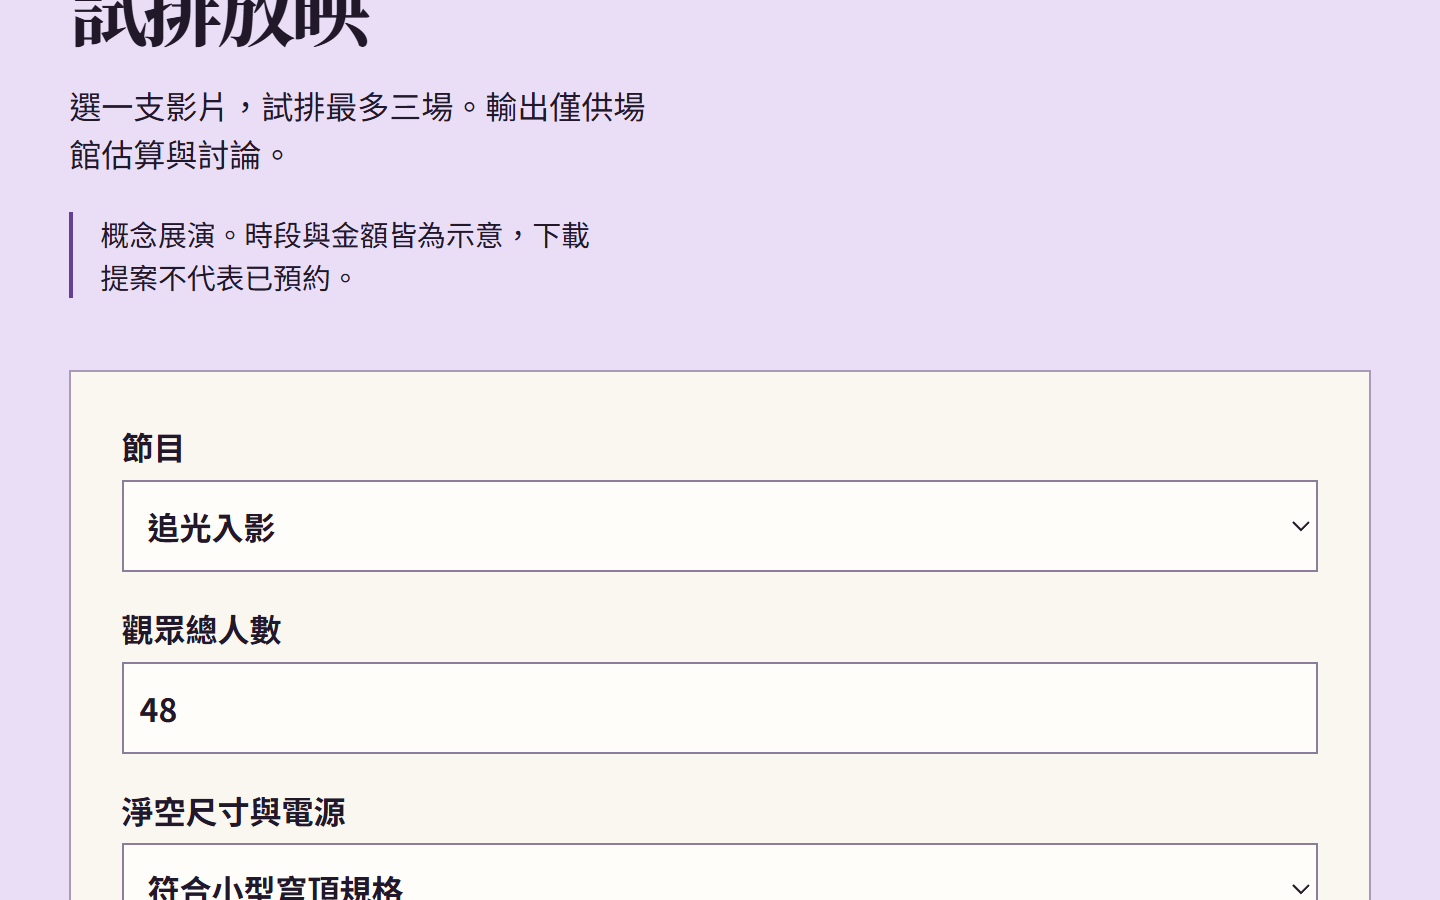 試排放映
選一支影片，試排最多三場。輸出僅供場
館估算與討論。
概念展演。時段與金額皆為示意，下載
提案不代表已預約。
節目
追光入影
觀眾總人數
48
淨空尺寸與電源
符合小型穹頂規格